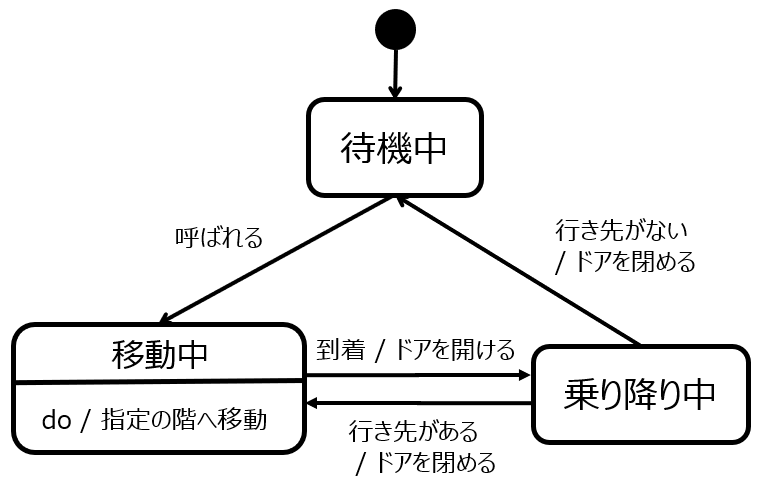 待機中
呼ばれる
行き先がない
/ ドアを閉める
移動中
do / 指定の階へ移動
到着 / ドアを開ける
乗り降り中
行き先がある
/ ドアを閉める